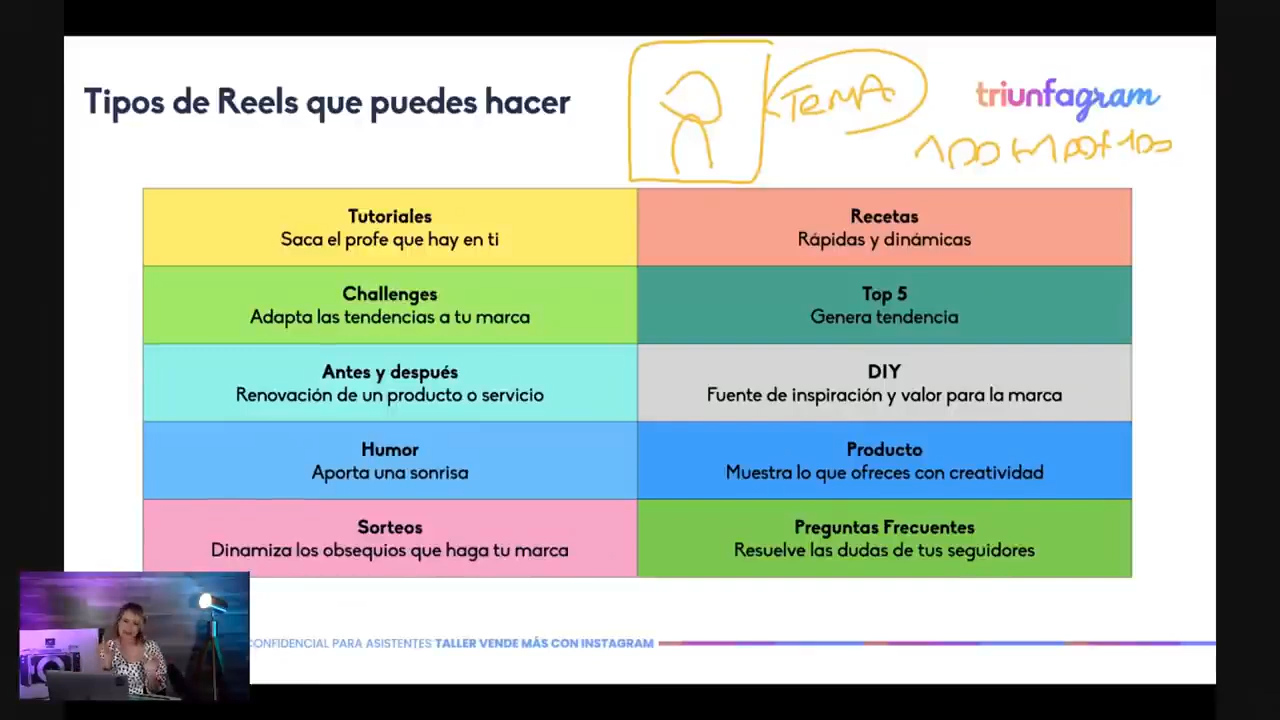 Tipos de Reels que puedes hacer
TEMA
triunfagram
Tutoriales
Saca el profe que hay en ti
Recetas
Rápidas y dinámicas
Challenges
Adapta las tendencias a tu marca
Top 5
Genera tendencia
Antes y después
Renovación de un producto o servicio
DIY
Fuente de inspiración y valor para la marca
Humor
Aporta una sonrisa
Producto
Muestra lo que ofreces con creatividad
Sorteos
Dinamiza los obsequios que haga tu marca
Preguntas Frecuentes
Resuelve las dudas de tus seguidores
CONFIDENCIAL PARA ASISTENTES TALLER VENDE MÁS CON INSTAGRAM